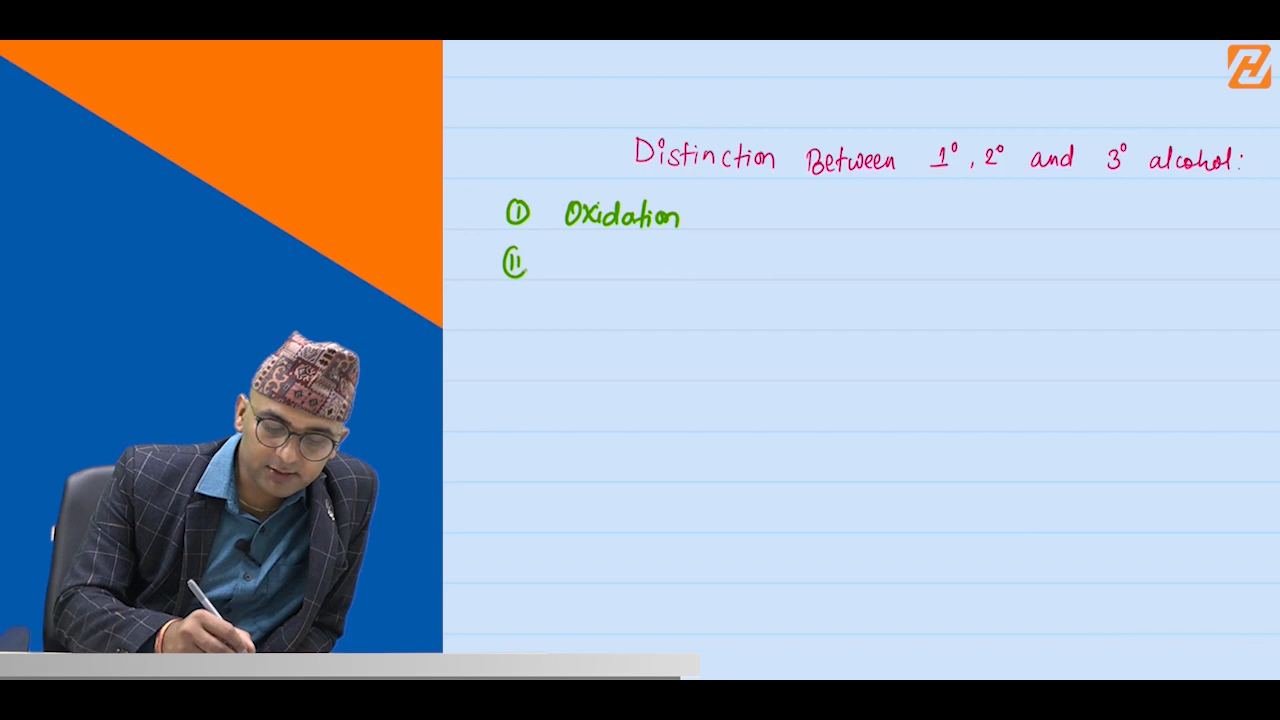 Distinction Between 1°, 2° and 3° alcohol:
① Oxidation
⑪